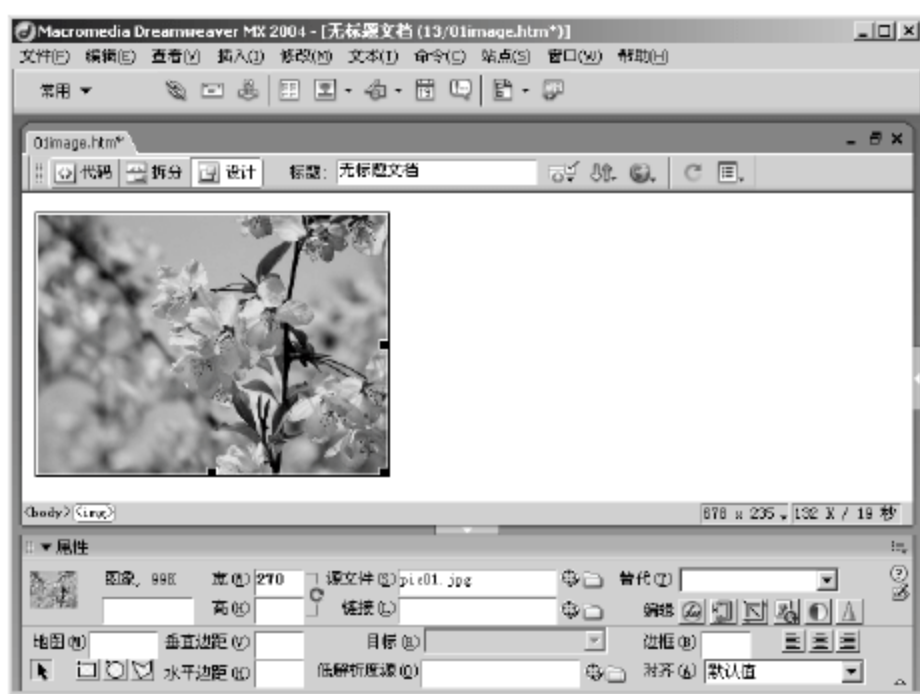 Macromedia Dreamweaver MX 2004 - [无标题文档 (13/01image.htm*)]
文件(F) 编辑(E) 查看(V) 插入(I) 修改(M) 文本(T) 命令(C) 站点(S) 窗口(W) 帮助(H)
常用
01image.htm*
代码 拆分 设计 标题: 无标题文档
<body> <img>
678 x 235 132 K / 19 秒
属性
图象, 99K 宽(W) 270 源文件(S) pic01.jpg 替代(T)
高(H) 链接(L) 编辑
地图(M) 垂直边距(V) 目标(R) 边框(B)
水平边距(P) 低解析度源(O) 对齐(A) 默认值